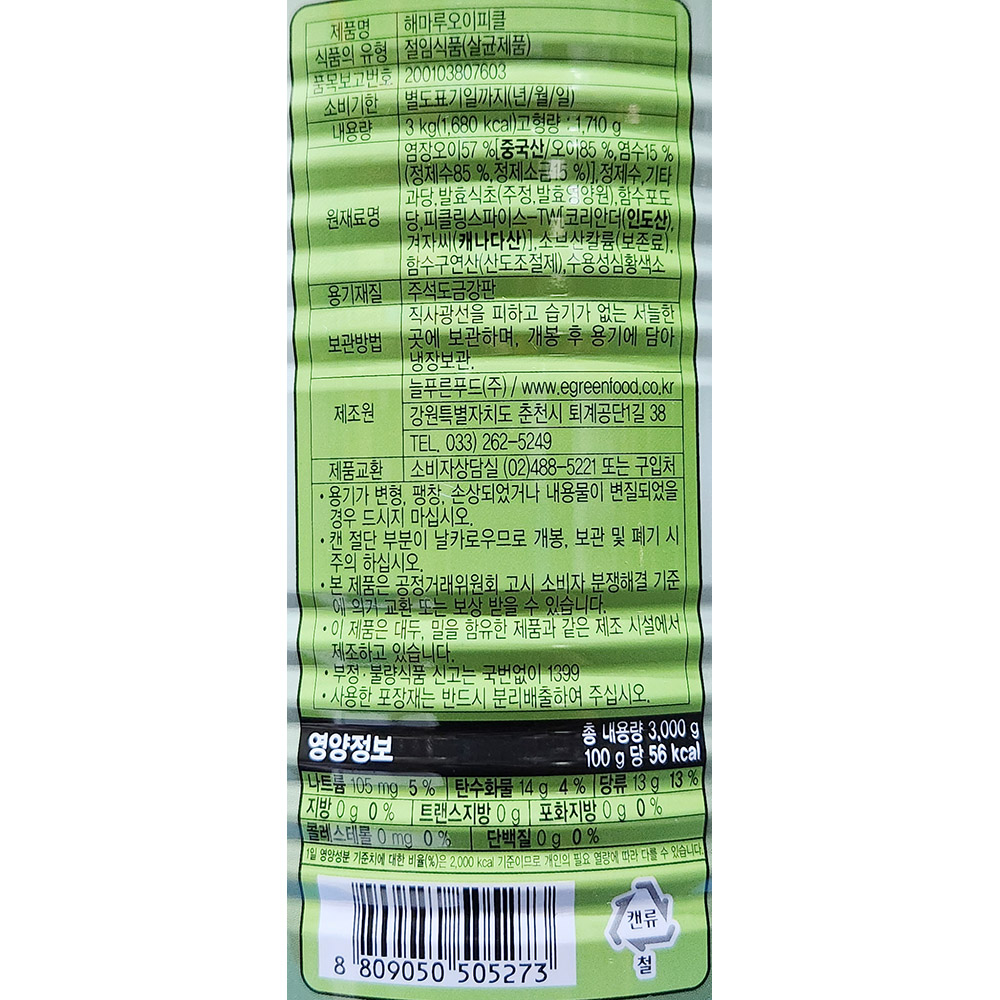 제품명 해마루오이피클
식품의 유형 절임식품(살균제품)
품목보고번호 200103807603
소비기한 별도표기일까지(년/월/일)
내용량 3 kg(1,680 kcal)고형량 : 1,710 g
원재료명 염장오이57 %[중국산/오이85 %,염수15 %
(정제수85 %,정제소금15 %)],정제수,기타
과당,발효식초(주정,발효영양원),함수포도
당,피클링스파이스-TW[코리안더(인도산),
겨자씨(캐나다산)],소브산칼륨(보존료),
함수구연산(산도조절제),수용성심황색소
용기재질 주석도금강판
보관방법 직사광선을 피하고 습기가 없는 서늘한
곳에 보관하며, 개봉 후 용기에 담아
냉장보관.
제조원 늘푸른푸드(주) / www.egreenfood.co.kr
강원특별자치도 춘천시 퇴계공단1길 38
TEL. 033) 262-5249
제품교환 소비자상담실 (02)488-5221 또는 구입처
• 용기가 변형, 팽창, 손상되었거나 내용물이 변질되었을
경우 드시지 마십시오.
• 캔 절단 부분이 날카로우므로 개봉, 보관 및 폐기 시
주의 하십시오.
• 본 제품은 공정거래위원회 고시 소비자 분쟁해결 기준
에 의거 교환 또는 보상 받을 수 있습니다.
• 이 제품은 대두, 밀을 함유한 제품과 같은 제조 시설에서
제조하고 있습니다.
• 부정·불량식품 신고는 국번없이 1399
• 사용한 포장재는 반드시 분리배출하여 주십시오.
영양정보 총 내용량 3,000 g
100 g 당 56 kcal
나트륨 105 mg 5 % 탄수화물 14 g 4 % 당류 13 g 13 %
지방 0 g 0 % 트랜스지방 0 g 포화지방 0 g 0 %
콜레스테롤 0 mg 0 % 단백질 0 g 0 %
1일 영양성분 기준치에 대한 비율(%)은 2,000 kcal 기준이므로 개인의 필요 열량에 따라 다를 수 있습니다.
캔류
철
8 809050 505273